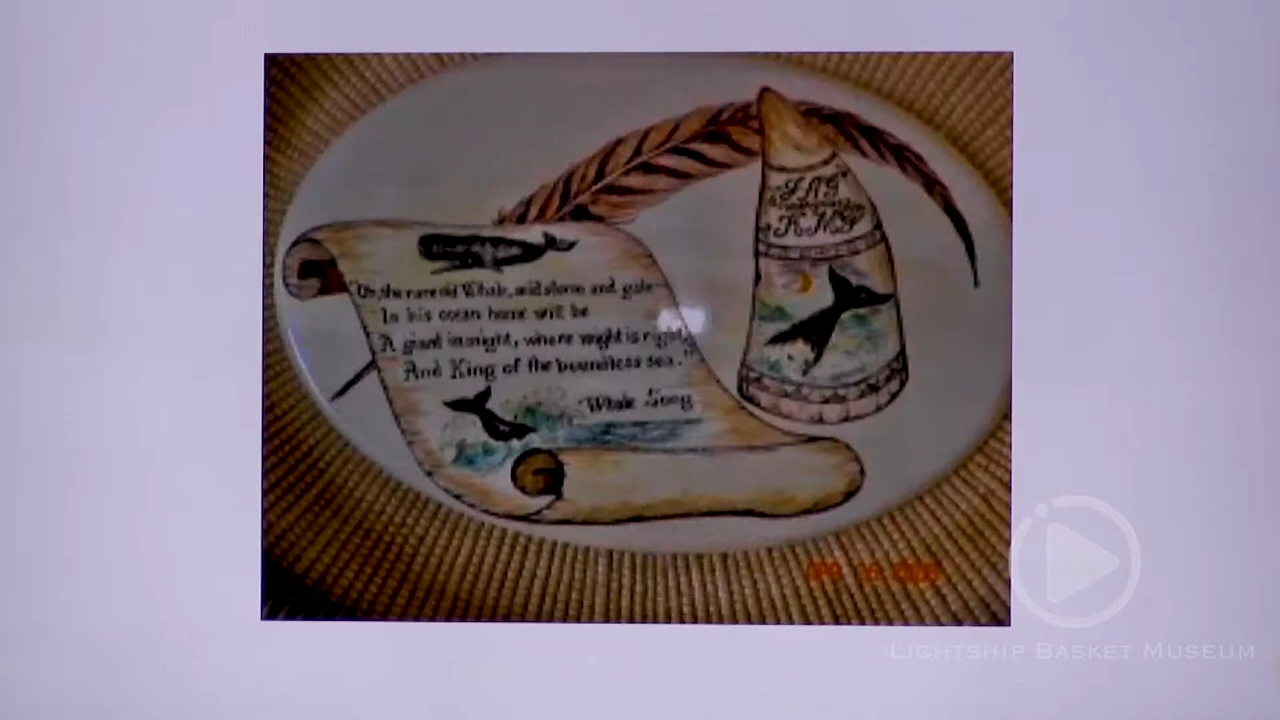 "Oh, the rare old Whale, mid storm and gale
In his ocean home will be
A giant in might, where might is right,
And King of the boundless sea."
Whale Song
LIGHTSHIP BASKET MUSEUM